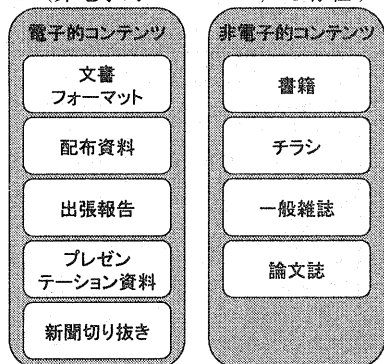 電子的コンテンツ
文書
フォーマット
配布資料
出張報告
プレゼン
テーション資料
新聞切り抜き
非電子的コンテンツ
書籍
チラシ
一般雑誌
論文誌